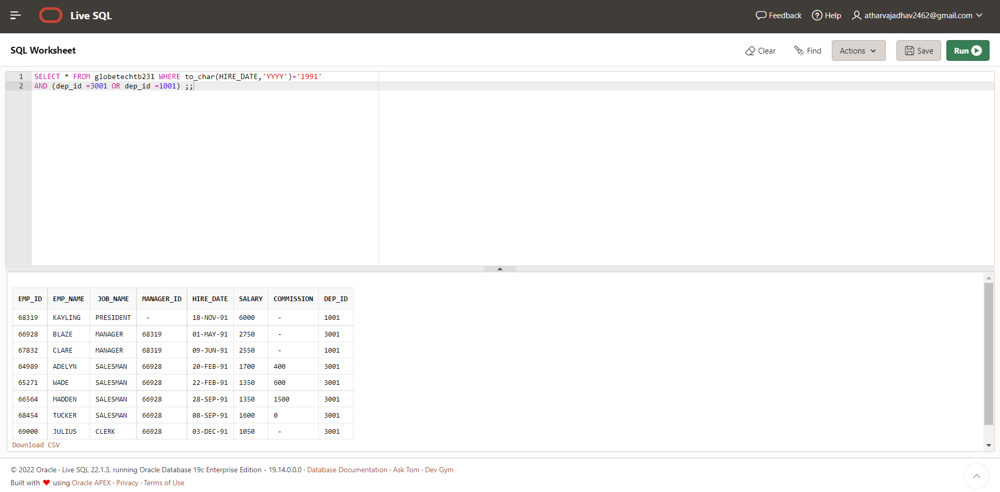 Live SQL
Feedback Help atharvajadhav2462@gmail.com
SQL Worksheet
Clear Find Actions Save Run
1 SELECT * FROM globetechtb231 WHERE to_char(HIRE_DATE,'YYYY')='1991'
2 AND (dep_id =3001 OR dep_id =1001) ;;
EMP_ID EMP_NAME JOB_NAME MANAGER_ID HIRE_DATE SALARY COMMISSION DEP_ID
68319 KAYLING PRESIDENT - 18-NOV-91 6000 - 1001
66928 BLAZE MANAGER 68319 01-MAY-91 2750 - 3001
67832 CLARE MANAGER 68319 09-JUN-91 2550 - 1001
64989 ADELYN SALESMAN 66928 20-FEB-91 1700 400 3001
65271 WADE SALESMAN 66928 22-FEB-91 1350 600 3001
66564 MADDEN SALESMAN 66928 28-SEP-91 1350 1500 3001
68454 TUCKER SALESMAN 66928 08-SEP-91 1600 0 3001
69000 JULIUS CLERK 66928 03-DEC-91 1050 - 3001
Download CSV
© 2022 Oracle · Live SQL 22.1.3, running Oracle Database 19c Enterprise Edition - 19.14.0.0.0 · Database Documentation · Ask Tom · Dev Gym
Built with ❤ using Oracle APEX · Privacy · Terms of Use